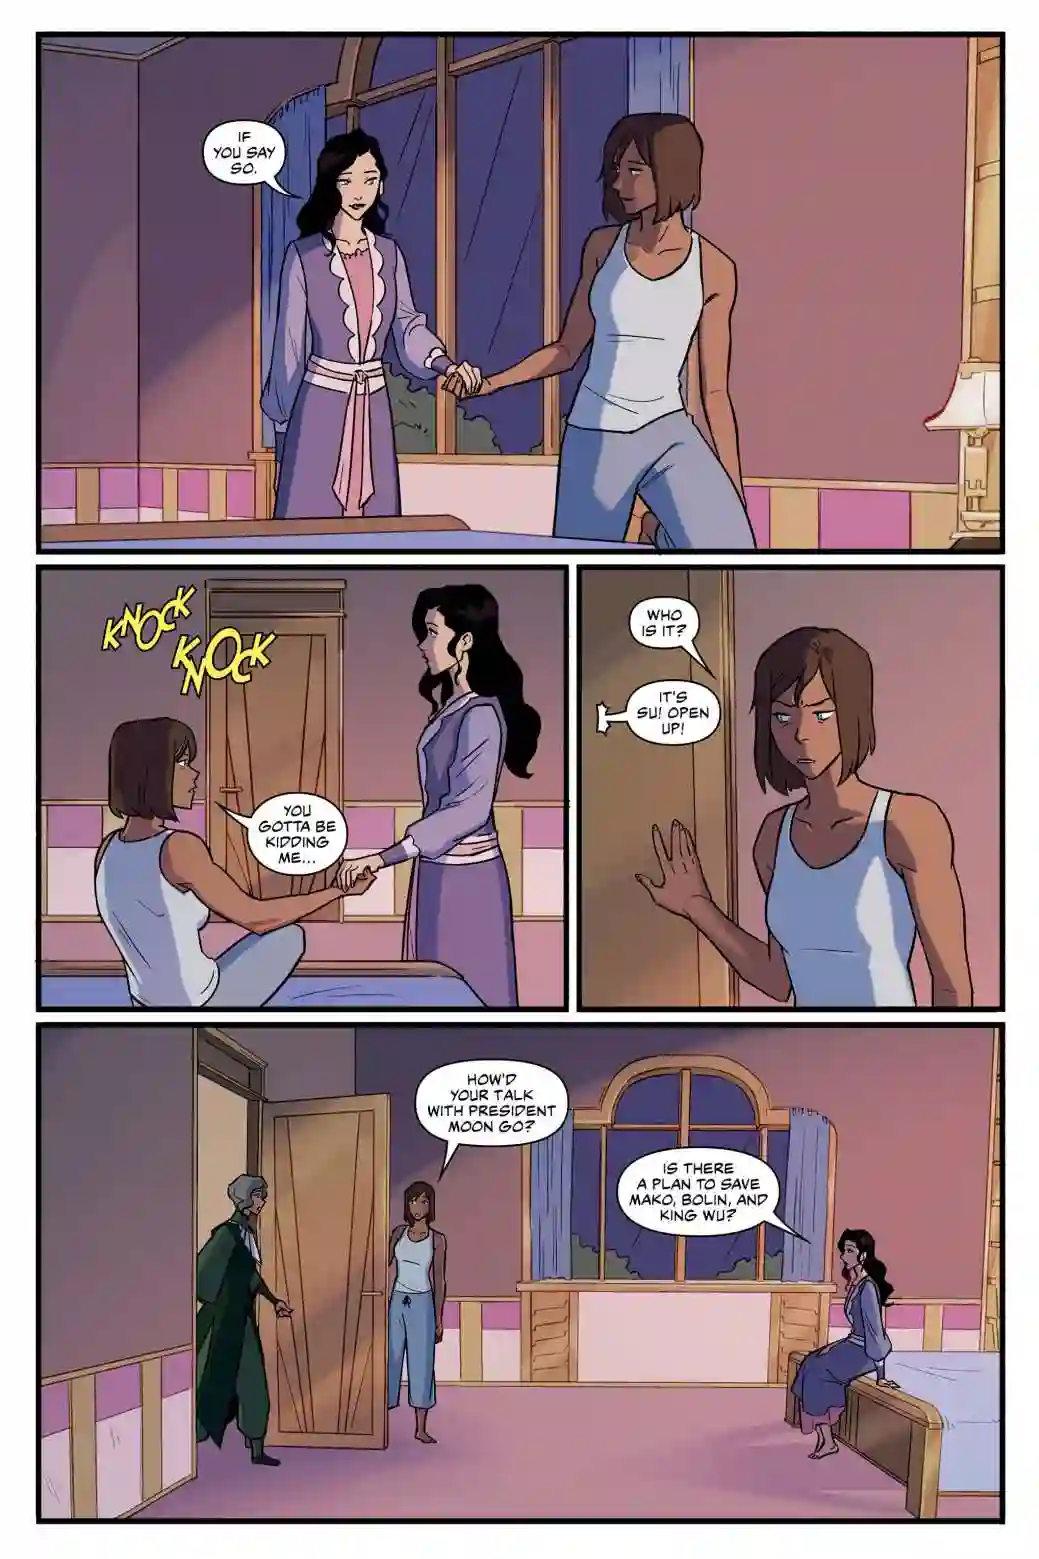 IF
YOU SAY
SO.
KNOCK
KNOCK
YOU
GOTTA BE
KIDDING
ME...
WHO
IS IT?
IT'S
SU! OPEN
UP!
HOW'D
YOUR TALK
WITH PRESIDENT
MOON GO?
IS THERE
A PLAN TO SAVE
MAKO, BOLIN, AND
KING WU?